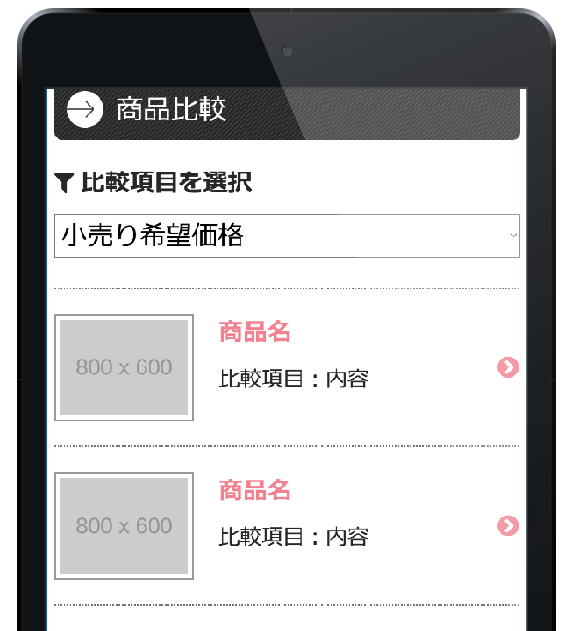 商品比較
比較項目を選択
小売り希望価格
800 x 600
商品名
比較項目：内容
800 x 600
商品名
比較項目：内容